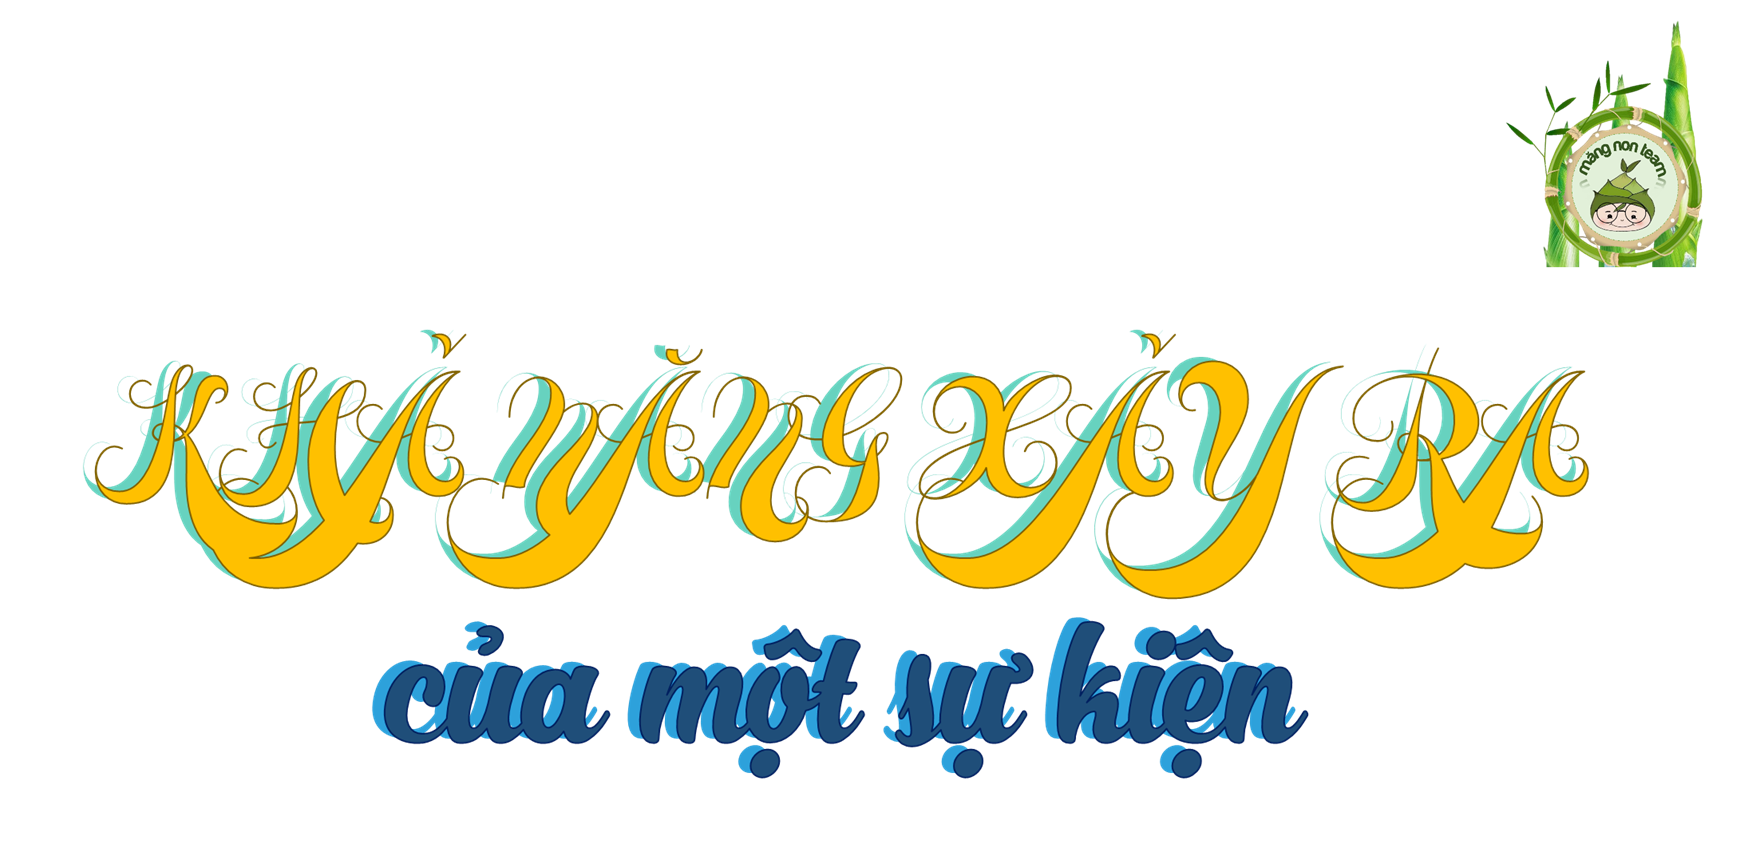 măng non team
KHẢ NĂNG XẢY RA
của một sự kiện